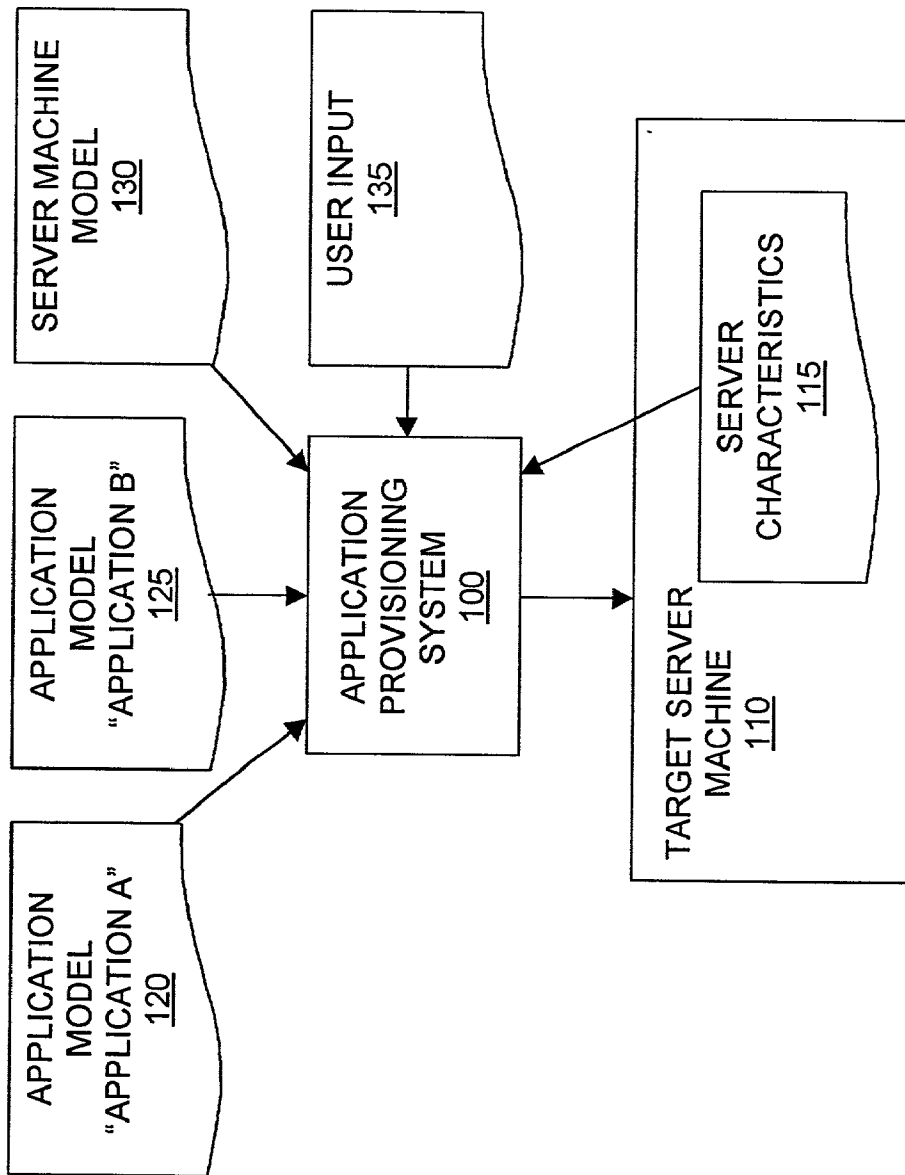 APPLICATION
MODEL
“APPLICATION A”
120
APPLICATION
MODEL
“APPLICATION B”
125
SERVER MACHINE
MODEL
130
APPLICATION
PROVISIONING
SYSTEM
100
USER INPUT
135
TARGET SERVER
MACHINE
110
SERVER
CHARACTERISTICS
115